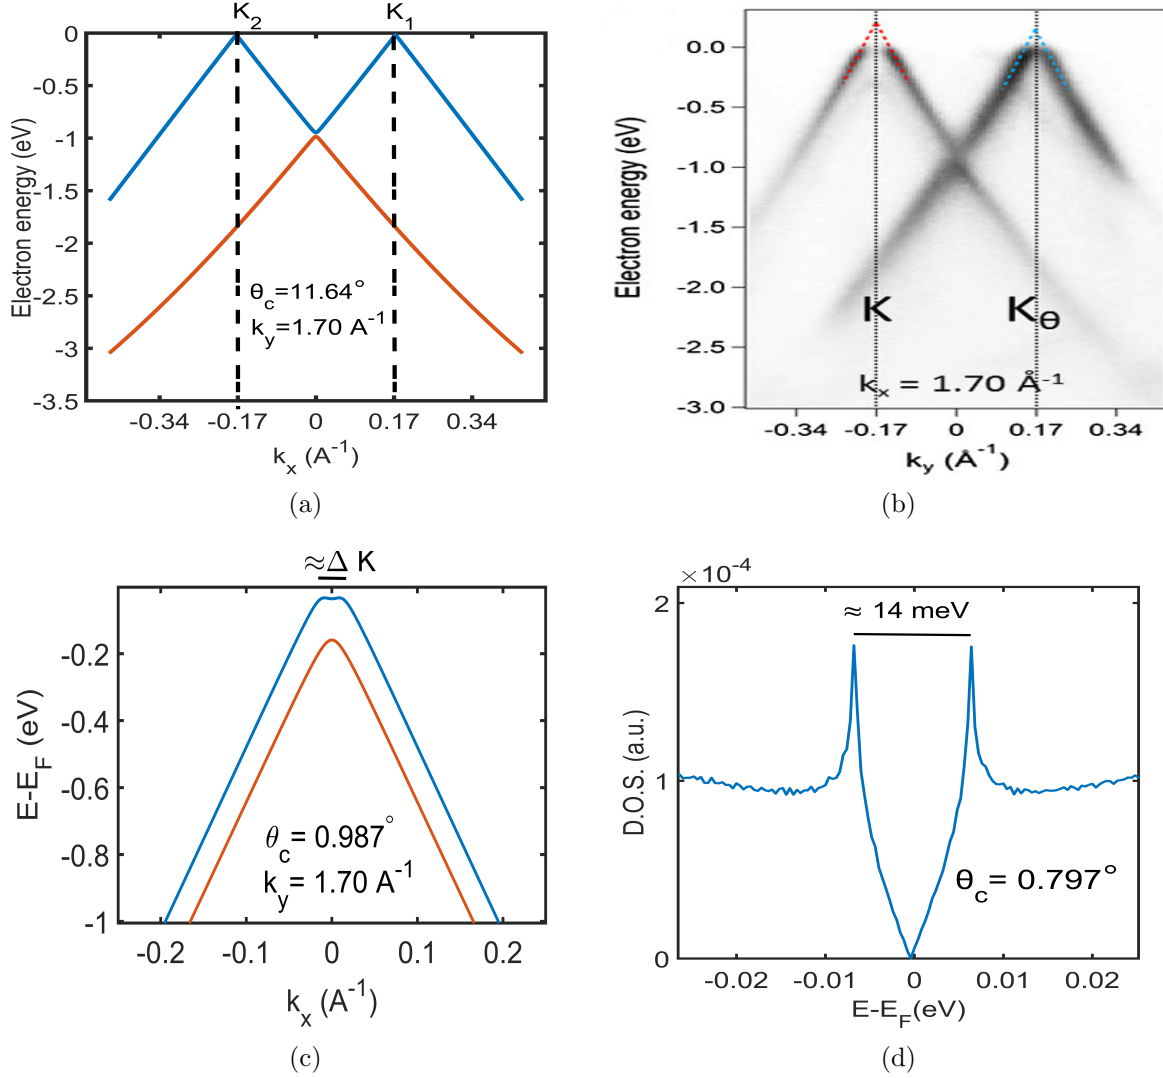 K2 K1
0
-0.5
-1
-1.5
-2
-2.5
-3
-3.5
Electron energy (eV)
θc=11.64°
ky=1.70 A-1
-0.34 -0.17 0 0.17 0.34
kx (A-1)
(a)
0.0
-0.5
-1.0
-1.5
-2.0
-2.5
-3.0
Electron energy (eV)
K Kθ
kx = 1.70 Å-1
-0.34 -0.17 0 0.17 0.34
ky (Å-1)
(b)
≈Δ K
-0.2
-0.4
-0.6
-0.8
-1
E-EF (eV)
θc= 0.987°
ky= 1.70 A-1
-0.2 -0.1 0 0.1 0.2
kx (A-1)
(c)
×10-4
2
1
0
D.O.S. (a.u.)
≈ 14 meV
θc= 0.797°
-0.02 -0.01 0 0.01 0.02
E-EF(eV)
(d)